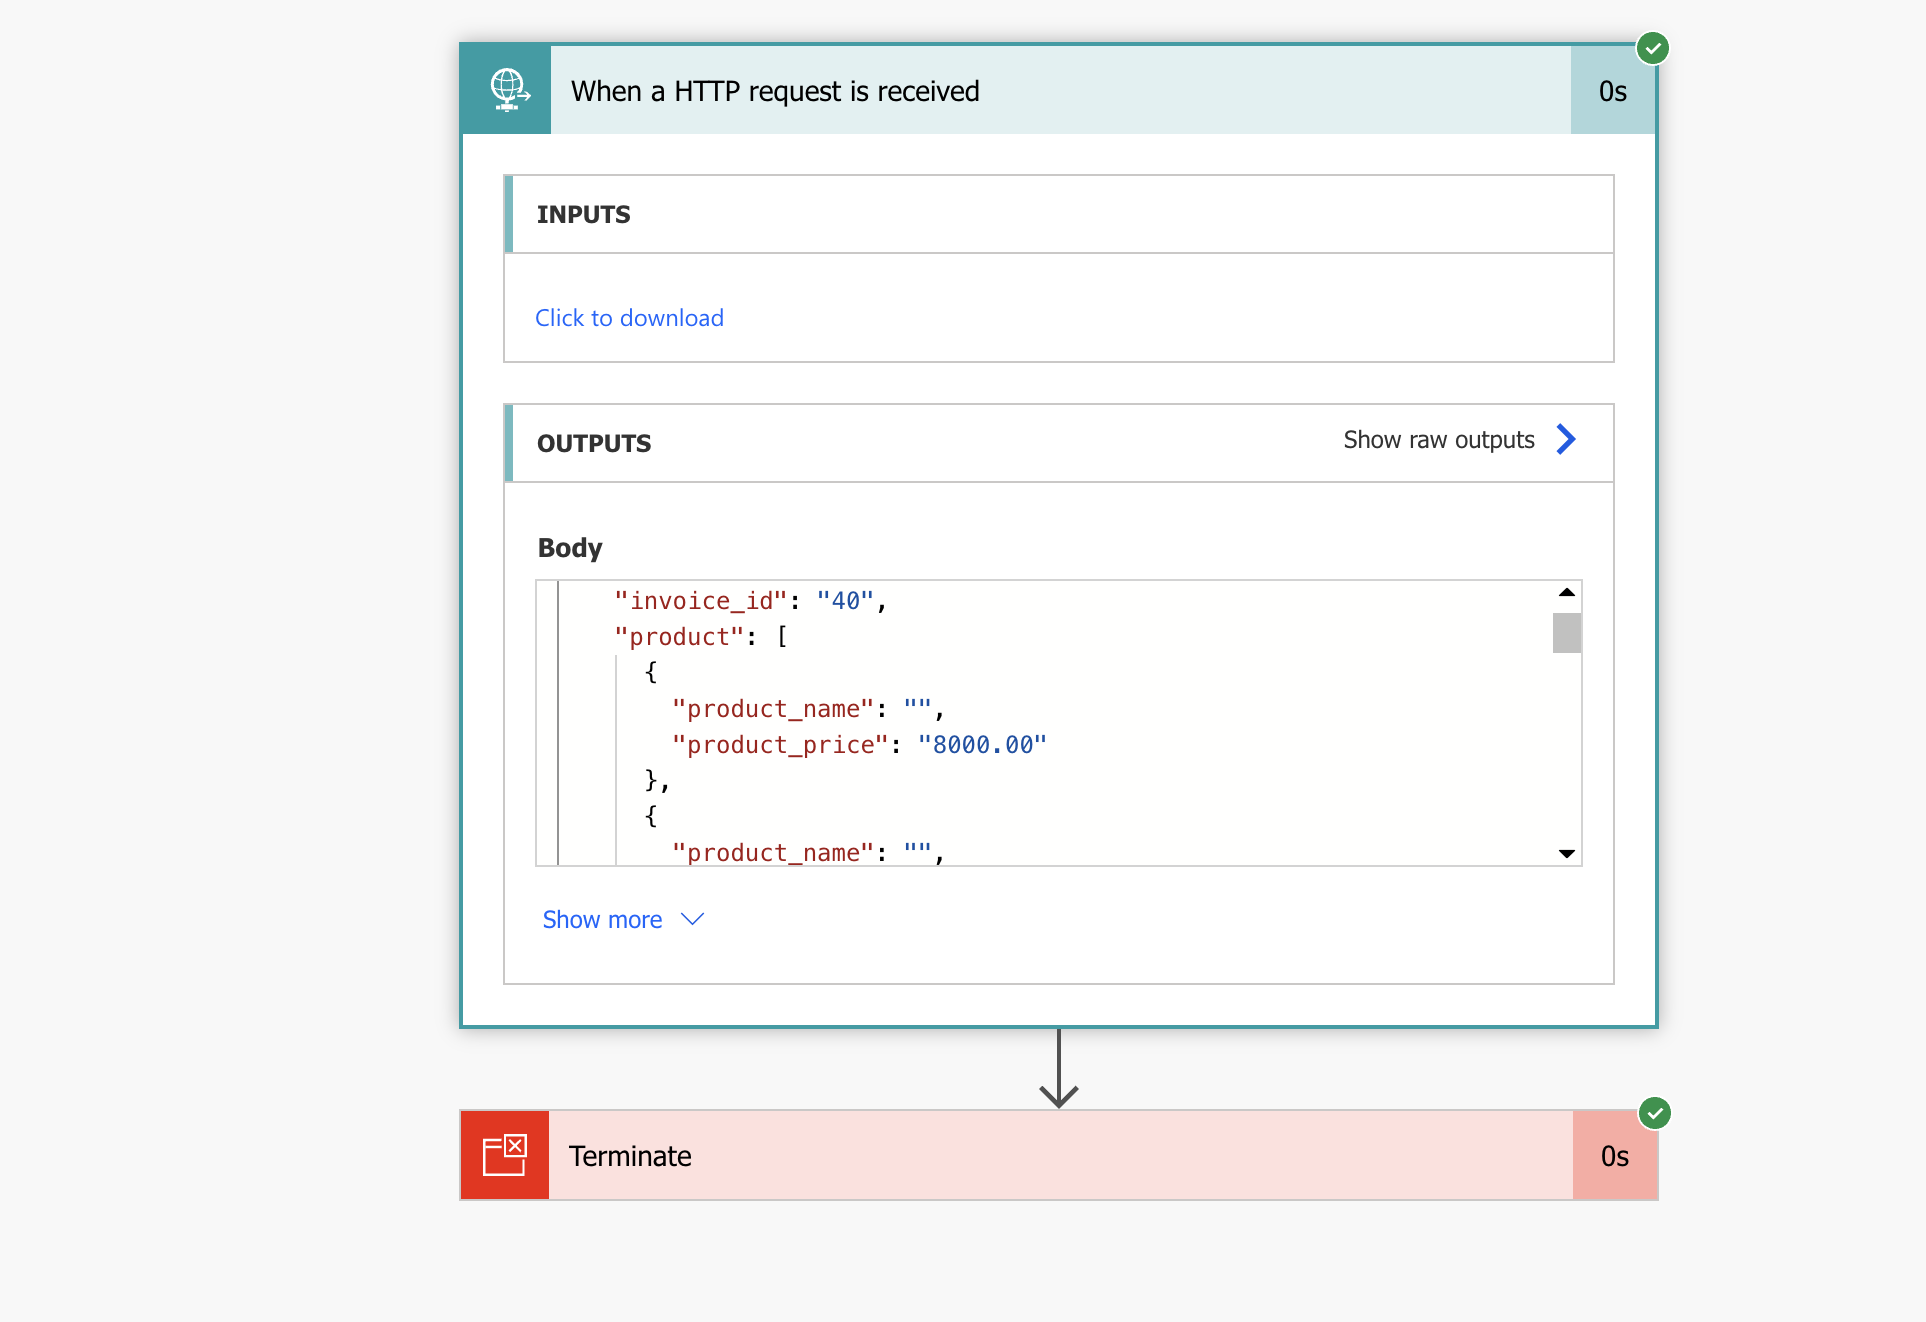 When a HTTP request is received
0s
INPUTS
Click to download
OUTPUTS
Show raw outputs
Body
"invoice_id": "40",
"product": [
{
"product_name": "",
"product_price": "8000.00"
},
{
"product_name": "",
Show more
Terminate
0s